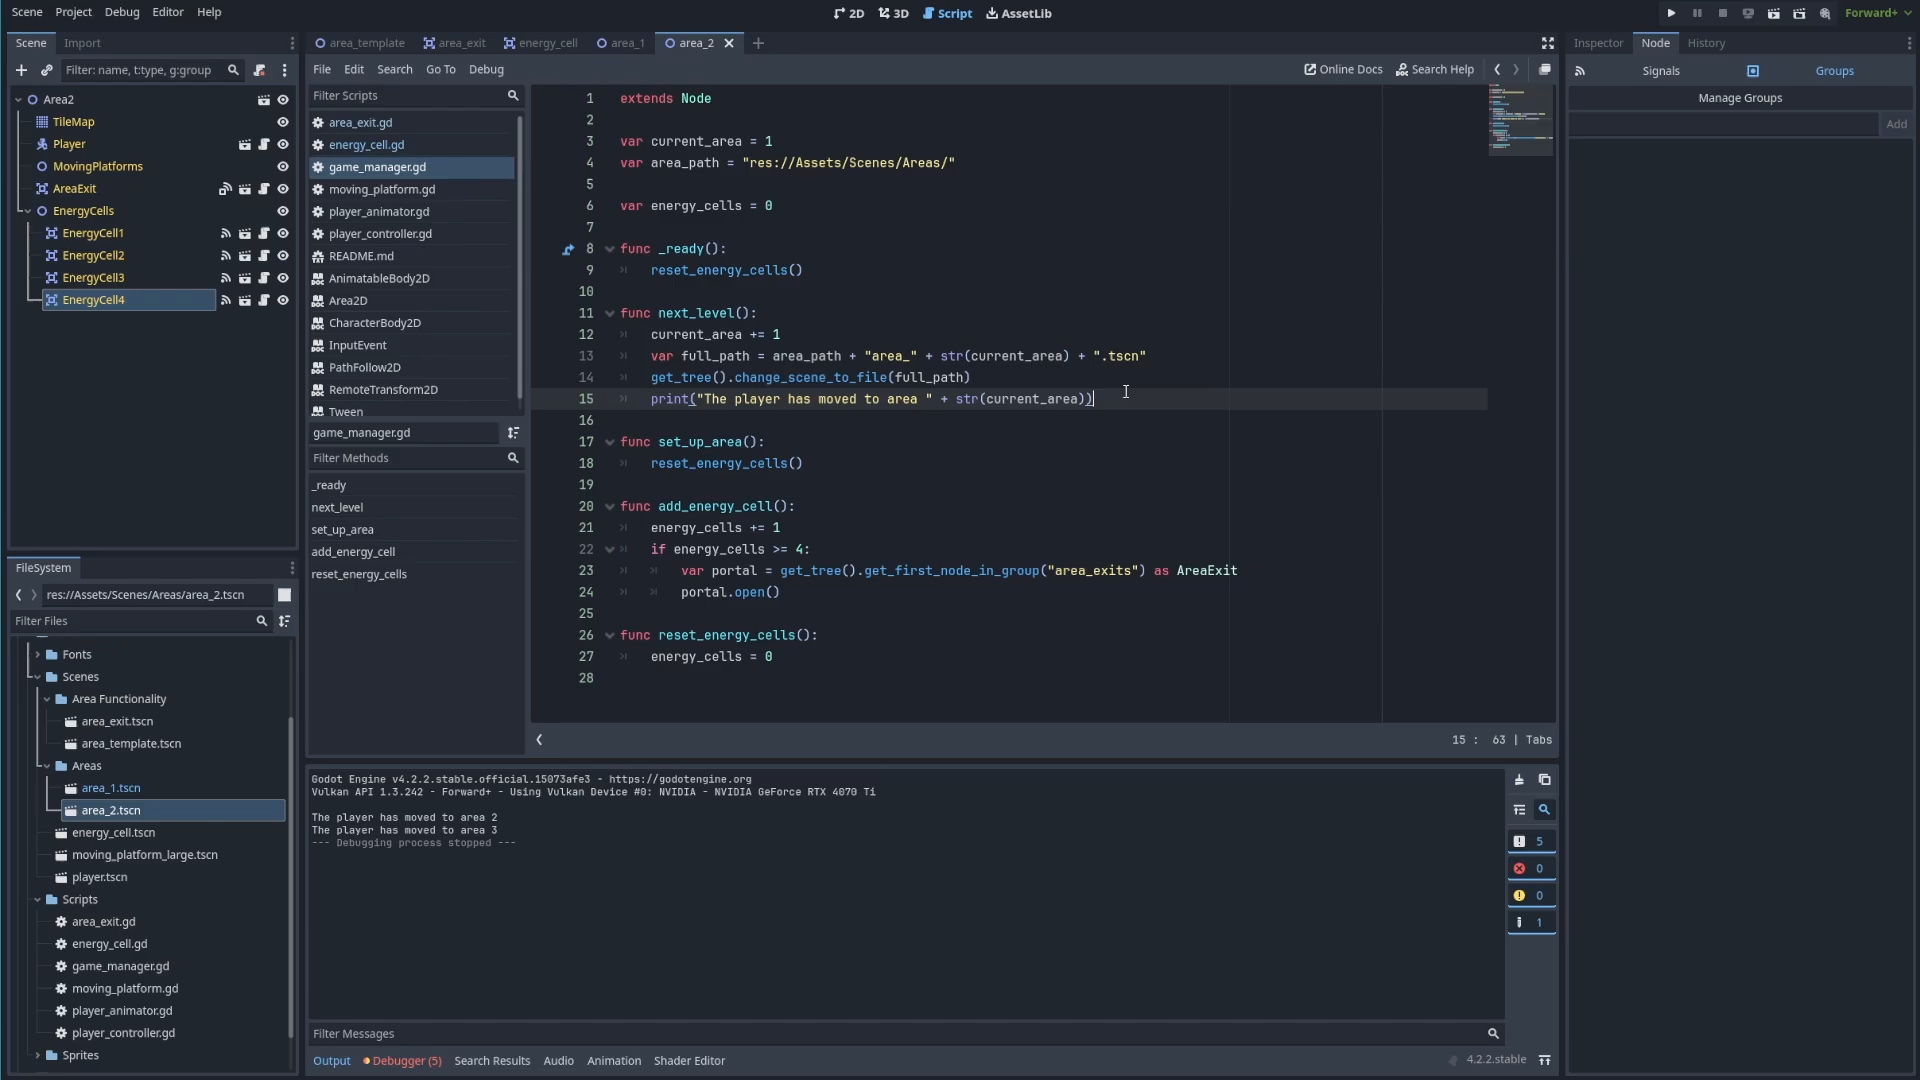 Scene Project Debug Editor Help
2D 3D Script AssetLib
Forward+
Scene Import
Filter: name, t:type, g:group
Area2
TileMap
Player
MovingPlatforms
AreaExit
EnergyCells
EnergyCell1
EnergyCell2
EnergyCell3
EnergyCell4
FileSystem
res://Assets/Scenes/Areas/area_2.tscn
Filter Files
Fonts
Scenes
Area Functionality
area_exit.tscn
area_template.tscn
Areas
area_1.tscn
area_2.tscn
energy_cell.tscn
moving_platform_large.tscn
player.tscn
Scripts
area_exit.gd
energy_cell.gd
game_manager.gd
moving_platform.gd
player_animator.gd
player_controller.gd
Sprites
area_template area_exit energy_cell area_1 area_2
File Edit Search Go To Debug
Online Docs Search Help
Filter Scripts
area_exit.gd
energy_cell.gd
game_manager.gd
moving_platform.gd
player_animator.gd
player_controller.gd
README.md
AnimatableBody2D
Area2D
CharacterBody2D
InputEvent
PathFollow2D
RemoteTransform2D
Tween
game_manager.gd
Filter Methods
_ready
next_level
set_up_area
add_energy_cell
reset_energy_cells
1 extends Node
2
3 var current_area = 1
4 var area_path = "res://Assets/Scenes/Areas/"
5
6 var energy_cells = 0
7
8 func _ready():
9 reset_energy_cells()
10
11 func next_level():
12 current_area += 1
13 var full_path = area_path + "area_" + str(current_area) + ".tscn"
14 get_tree().change_scene_to_file(full_path)
15 print("The player has moved to area " + str(current_area))
16
17 func set_up_area():
18 reset_energy_cells()
19
20 func add_energy_cell():
21 energy_cells += 1
22 if energy_cells >= 4:
23 var portal = get_tree().get_first_node_in_group("area_exits") as AreaExit
24 portal.open()
25
26 func reset_energy_cells():
27 energy_cells = 0
28
15 : 63 | Tabs
Godot Engine v4.2.2.stable.official.15073afe3 - https://godotengine.org
Vulkan API 1.3.242 - Forward+ - Using Vulkan Device #0: NVIDIA - NVIDIA GeForce RTX 4070 Ti
The player has moved to area 2
The player has moved to area 3
--- Debugging process stopped ---
5
0
0
1
Filter Messages
Output Debugger (5) Search Results Audio Animation Shader Editor
4.2.2.stable
Inspector Node History
Signals Groups
Manage Groups
Add